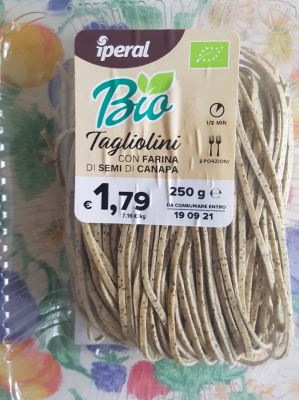 iperal
Bio
Tagliolini
CON FARINA
DI SEMI DI CANAPA
1/2 MIN
2 PORZIONI
€ 1,79
7,16 €/kg
250 g e
DA CONSUMARE ENTRO
19 09 21